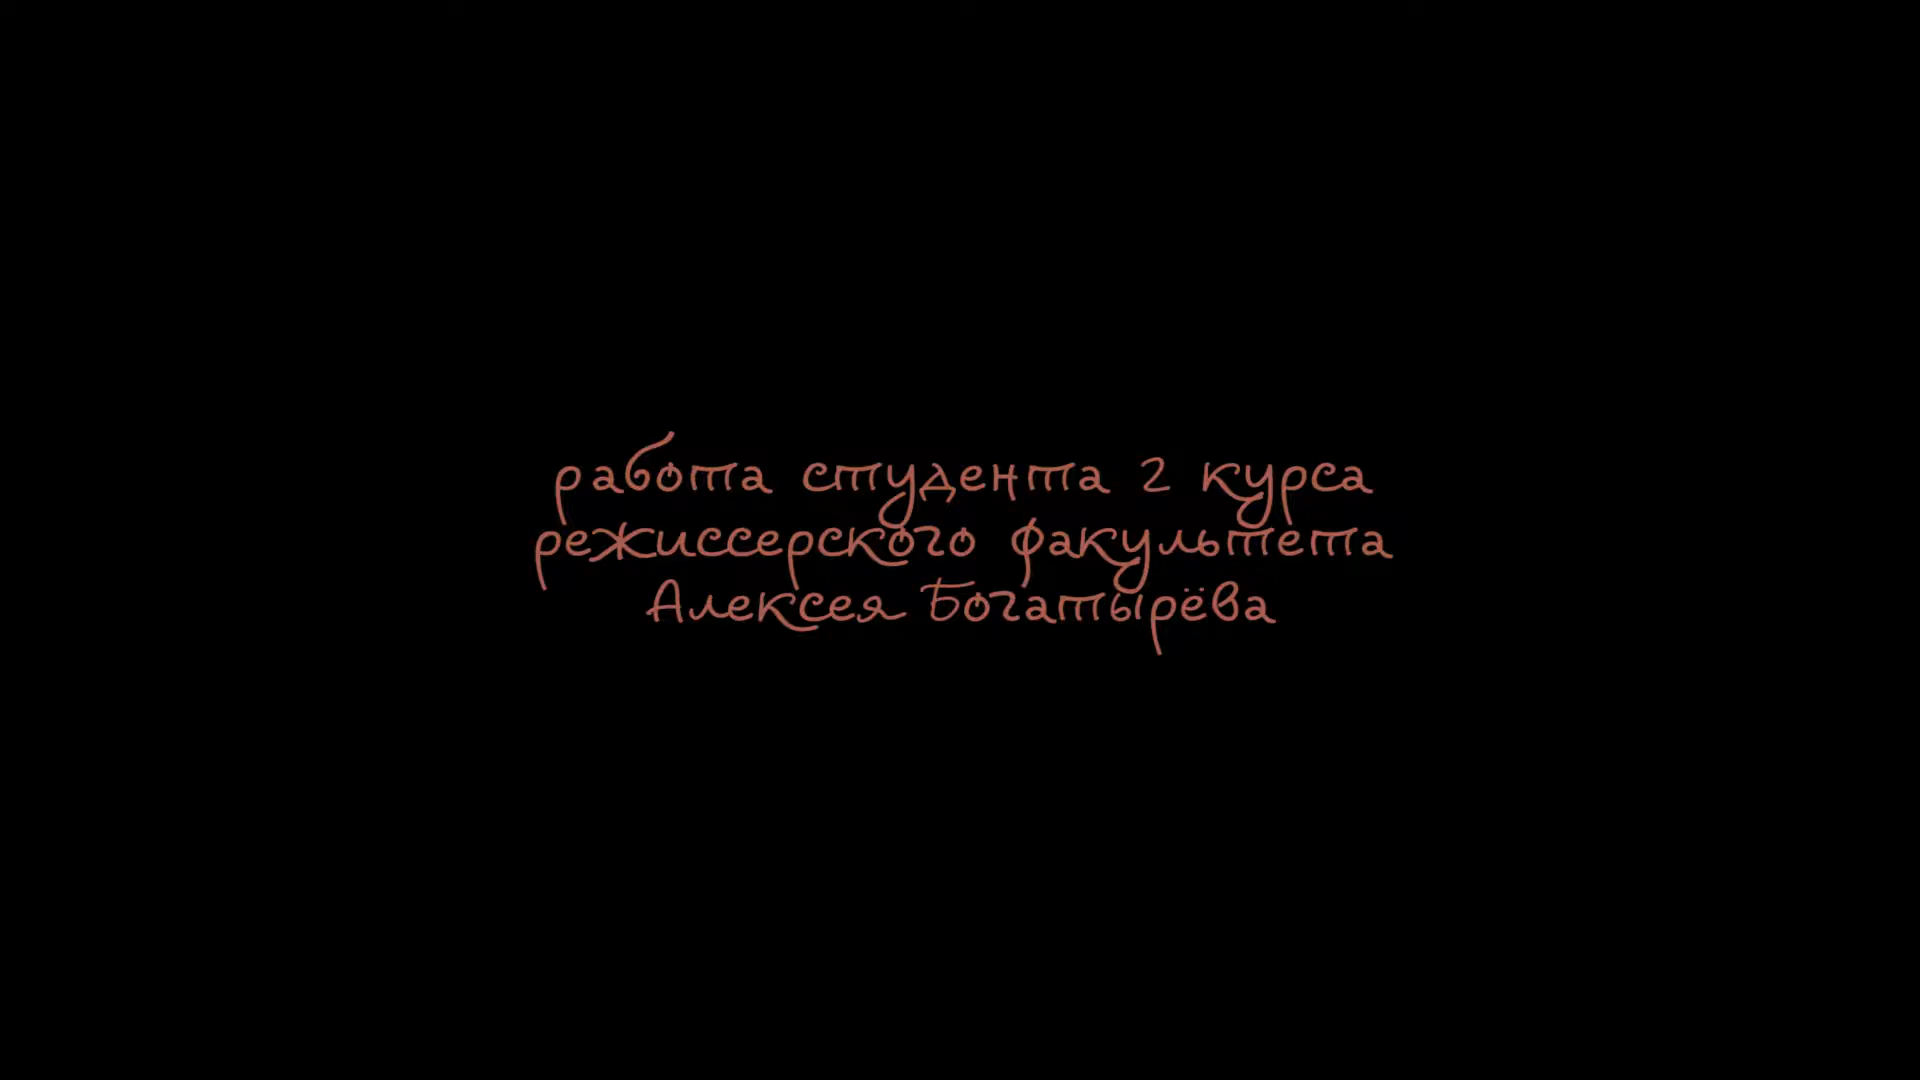 работа студента 2 курса
режиссерского факультета
Алексея Богатырёва